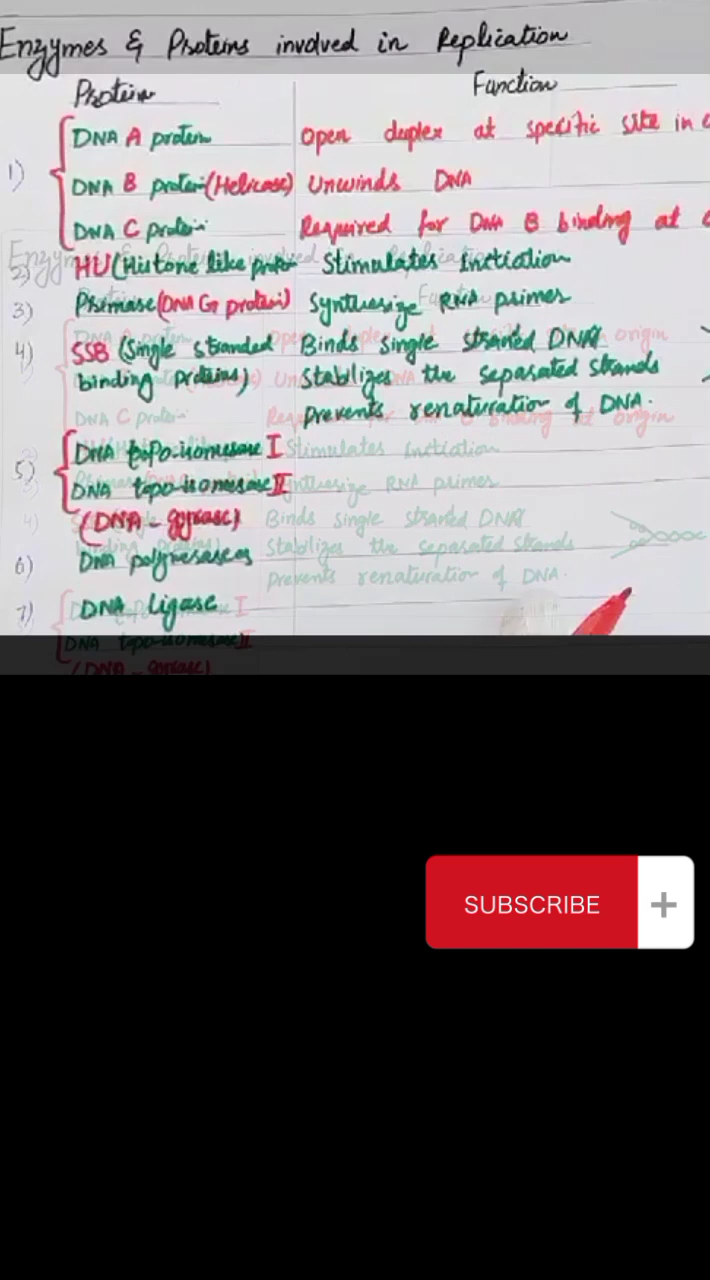 Enzymes & Proteins involved in Replication
Protein Function
1) DNA A protein Open duplex at specific site in
DNA B protein (Helicase) Unwinds DNA
DNA C protein Required for DNA B binding at
2) HU (Histone like protein Stimulates Initiation
3) Primase (DNA G protein) Synthesize RNA primers
4) SSB (Single stranded Binds single stranded DNA
binding proteins) Stablizes the separated strands
prevents renaturation of DNA.
5) DNA topo-isomerase I
DNA topo-isomerase II
(DNA - gyrase)
6) DNA polymerases
7) DNA ligase
SUBSCRIBE +